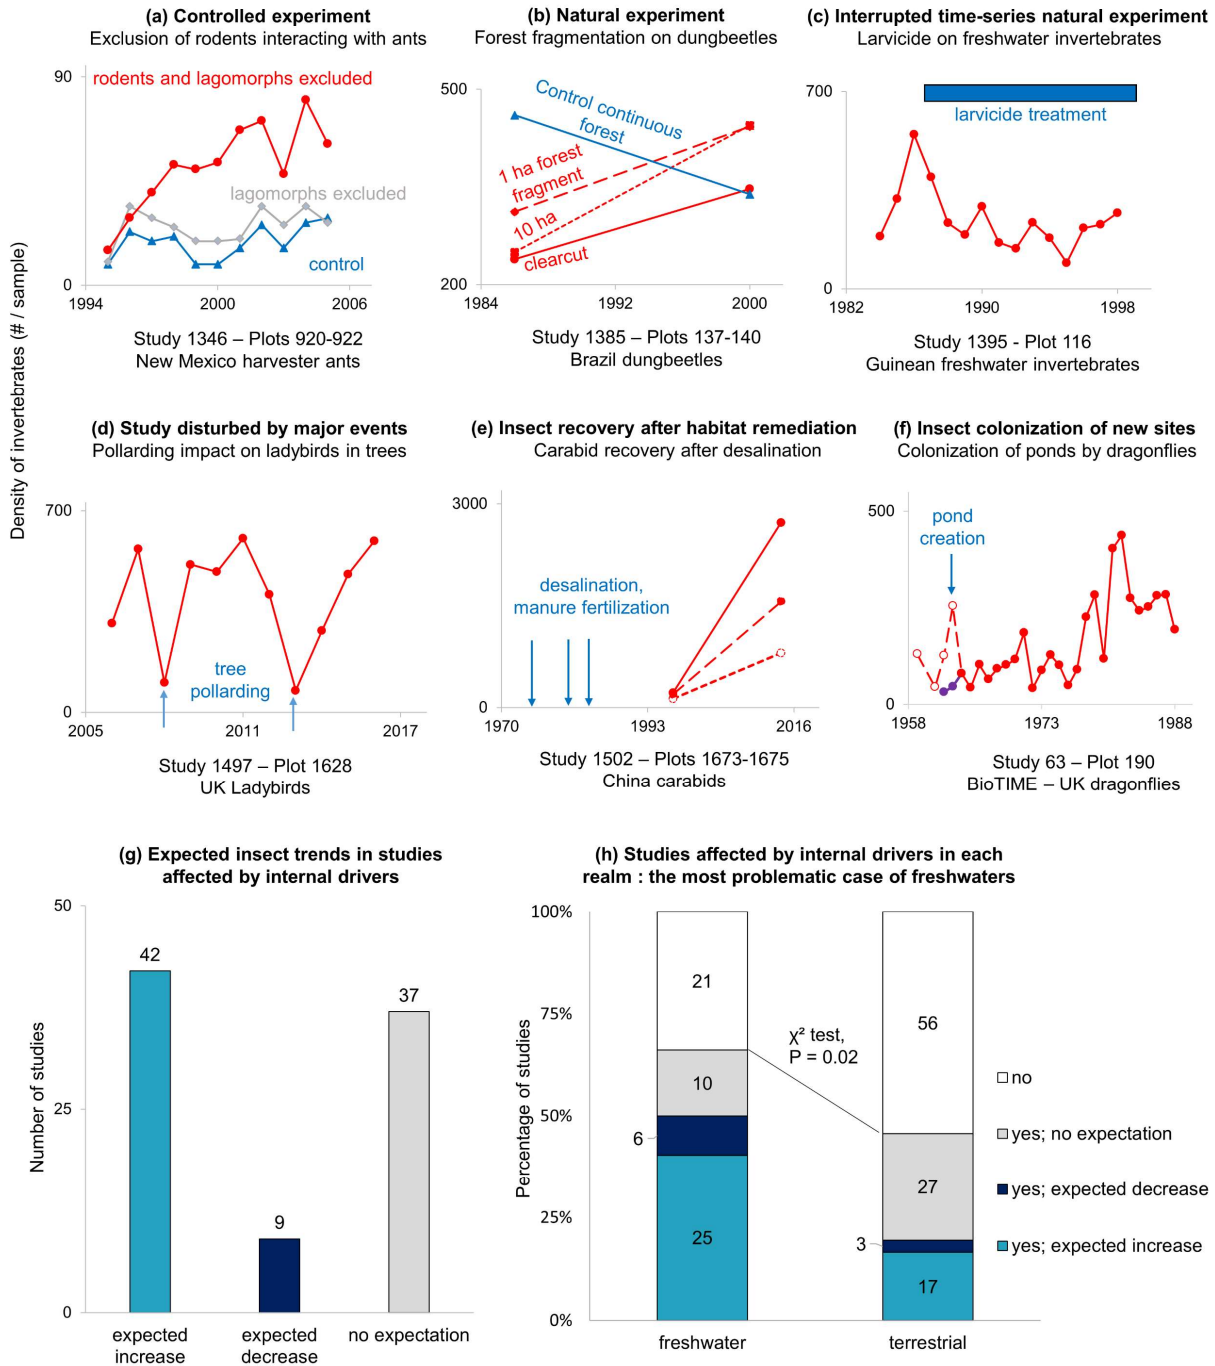 (a) Controlled experiment
Exclusion of rodents interacting with ants
90
rodents and lagomorphs excluded
lagomorphs excluded
control
0
1994
2000
2006
Study 1346 – Plots 920-922
New Mexico harvester ants
(b) Natural experiment
Forest fragmentation on dungbeetles
500
Control continuous
forest
1 ha forest
fragment
10 ha
clearcut
200
1984
1992
2000
Study 1385 – Plots 137-140
Brazil dungbeetles
(c) Interrupted time-series natural experiment
Larvicide on freshwater invertebrates
700
larvicide treatment
0
1982
1990
1998
Study 1395 - Plot 116
Guinean freshwater invertebrates
Density of invertebrates (# / sample)
(d) Study disturbed by major events
Pollarding impact on ladybirds in trees
700
tree
pollarding
0
2005
2011
2017
Study 1497 – Plot 1628
UK Ladybirds
(e) Insect recovery after habitat remediation
Carabid recovery after desalination
3000
desalination,
manure fertilization
0
1970
1993
2016
Study 1502 – Plots 1673-1675
China carabids
(f) Insect colonization of new sites
Colonization of ponds by dragonflies
500
pond
creation
0
1958
1973
1988
Study 63 – Plot 190
BioTIME – UK dragonflies
(g) Expected insect trends in studies
affected by internal drivers
50
25
0
Number of studies
42
9
37
expected
increase
expected
decrease
no expectation
(h) Studies affected by internal drivers in each
realm : the most problematic case of freshwaters
100%
75%
50%
25%
0%
Percentage of studies
21
10
6
25
χ² test,
P = 0.02
56
27
3
17
freshwater
terrestrial
no
yes; no expectation
yes; expected decrease
yes; expected increase